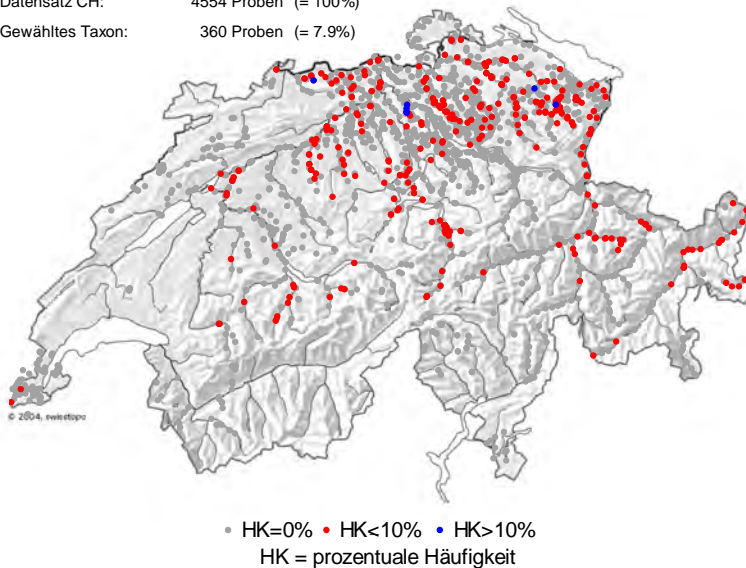 Datensatz CH: 4554 Proben (= 100%)
Gewähltes Taxon: 360 Proben (= 7.9%)
© 2004, swisstopo
HK=0% HK<10% HK>10%
HK = prozentuale Häufigkeit